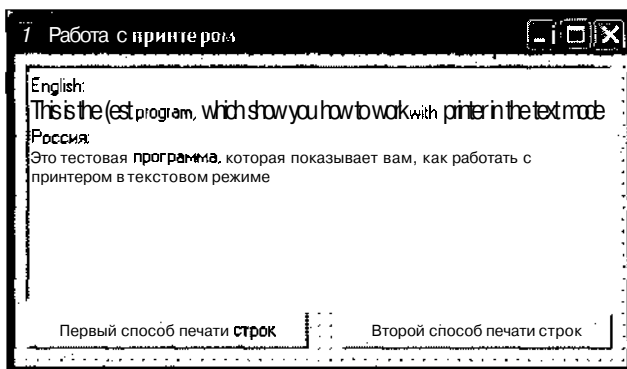 1 Работа с принтером
English:
This is the (est program, which show you how to work with printer in the text mode
Россия:
Это тестовая программа, которая показывает вам, как работать с
принтером в текстовом режиме
Первый способ печати строк
Второй способ печати строк